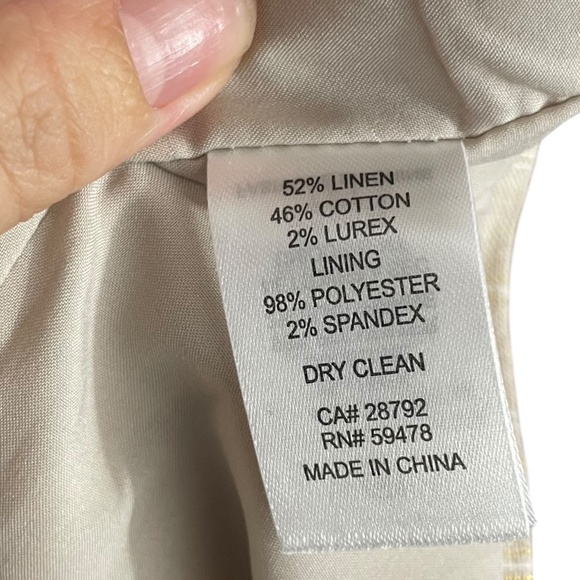 52% LINEN
46% COTTON
2% LUREX
LINING
98% POLYESTER
2% SPANDEX
DRY CLEAN
CA# 28792
RN# 59478
MADE IN CHINA